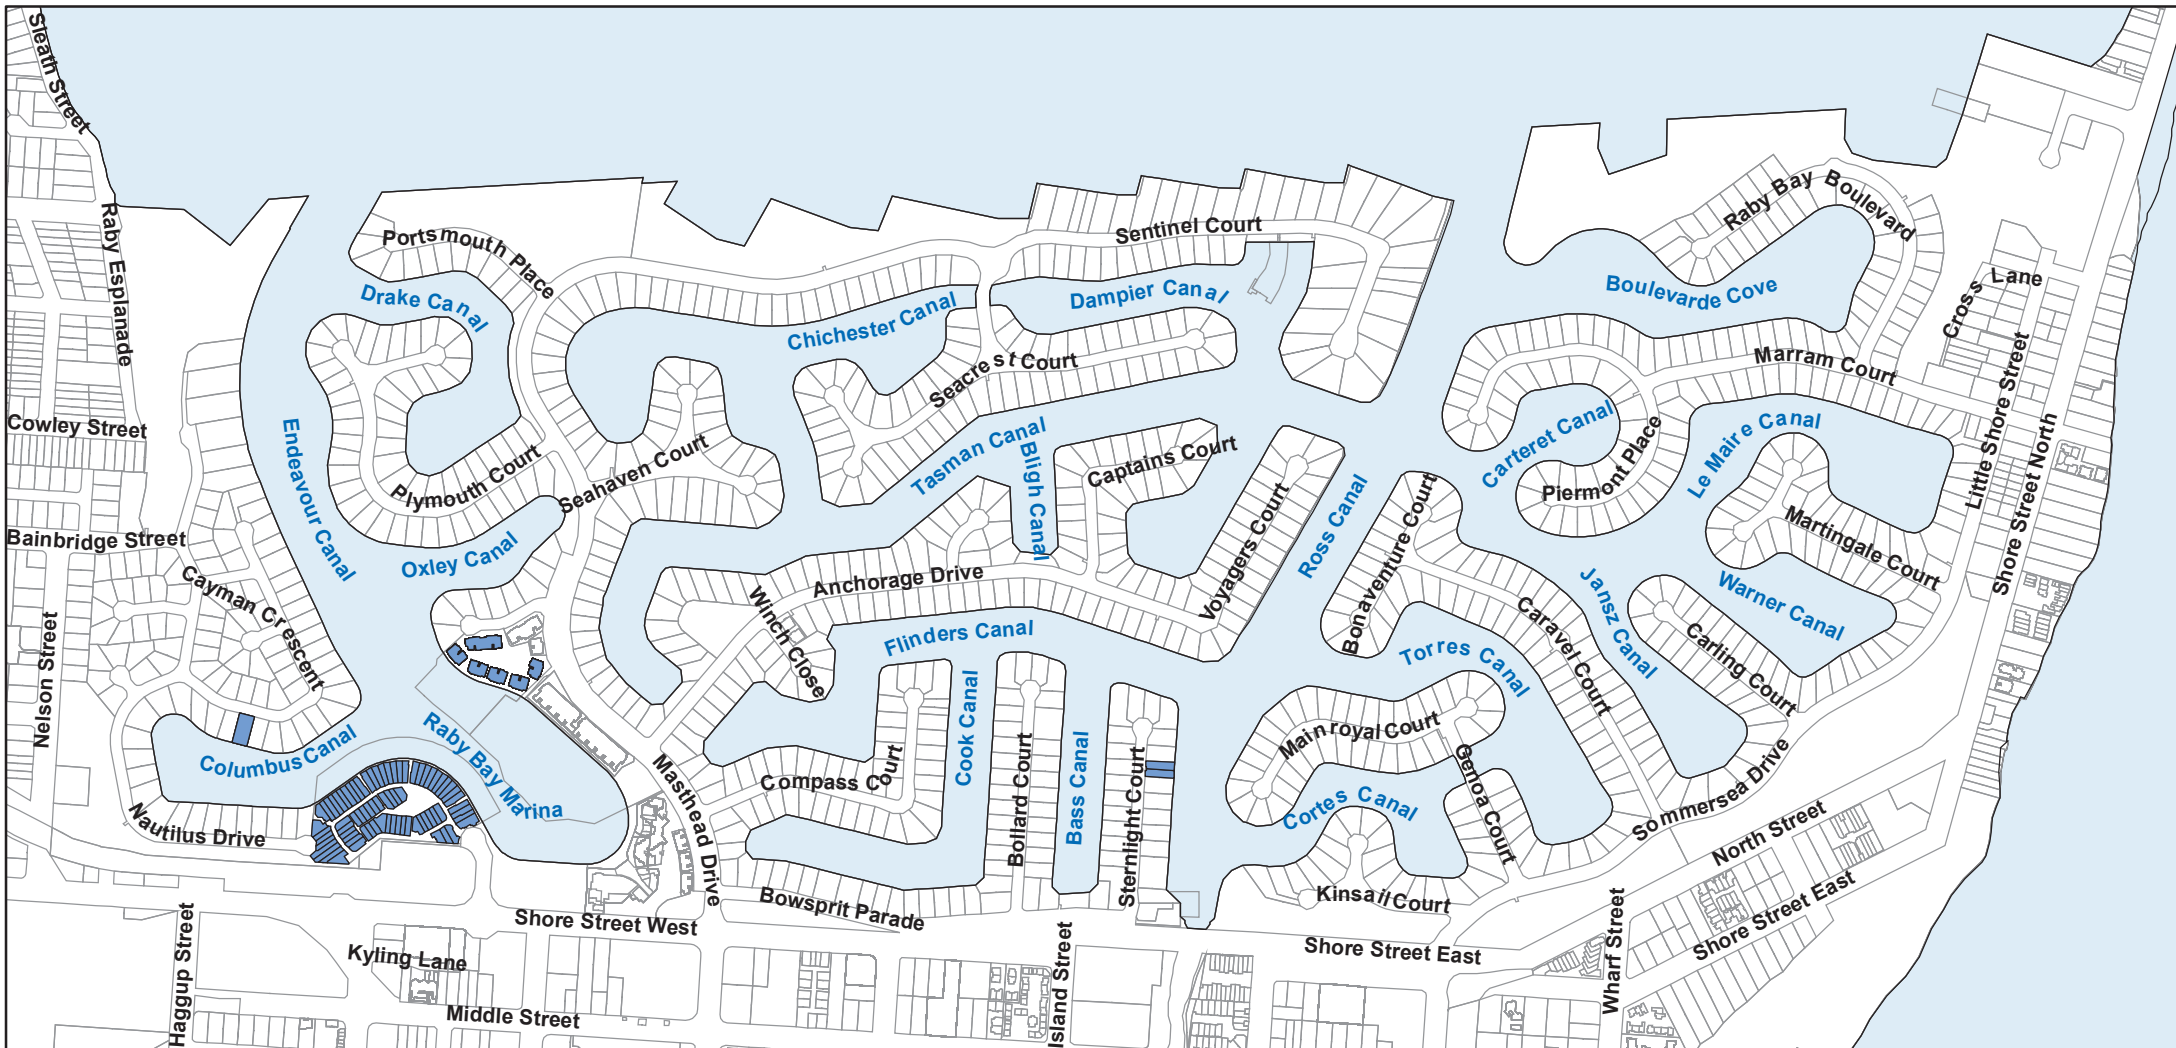 Sleath Street
Raby Esplanade
Portsmouth Place
Drake Canal
Sentinel Court
Raby Bay Boulevard
Boulevarde Cove
Cross Lane
Dampier Canal
Chichester Canal
Seacrest Court
Marram Court
Little Shore Street
Shore Street North
Cowley Street
Endeavour Canal
Plymouth Court
Seahaven Court
Tasman Canal
Bligh Canal
Captains Court
Carteret Canal
Piermont Place
Le Maire Canal
Martingale Court
Bainbridge Street
Oxley Canal
Anchorage Drive
Voyagers Court
Ross Canal
Bonaventure Court
Jansz Canal
Warner Canal
Cayman Crescent
Nelson Street
Winch Close
Flinders Canal
Caravel Court
Torres Canal
Carling Court
Columbus Canal
Raby Bay Marina
Cook Canal
Mainroyal Court
Genoa Court
Compass Court
Bollard Court
Bass Canal
Sternlight Court
Cortes Canal
Sommersea Drive
Nautilus Drive
Masthead Drive
North Street
Bowsprit Parade
Kinsail Court
Shore Street West
Shore Street East
Shore Street East
Wharf Street
Haggup Street
Kyling Lane
Island Street
Middle Street